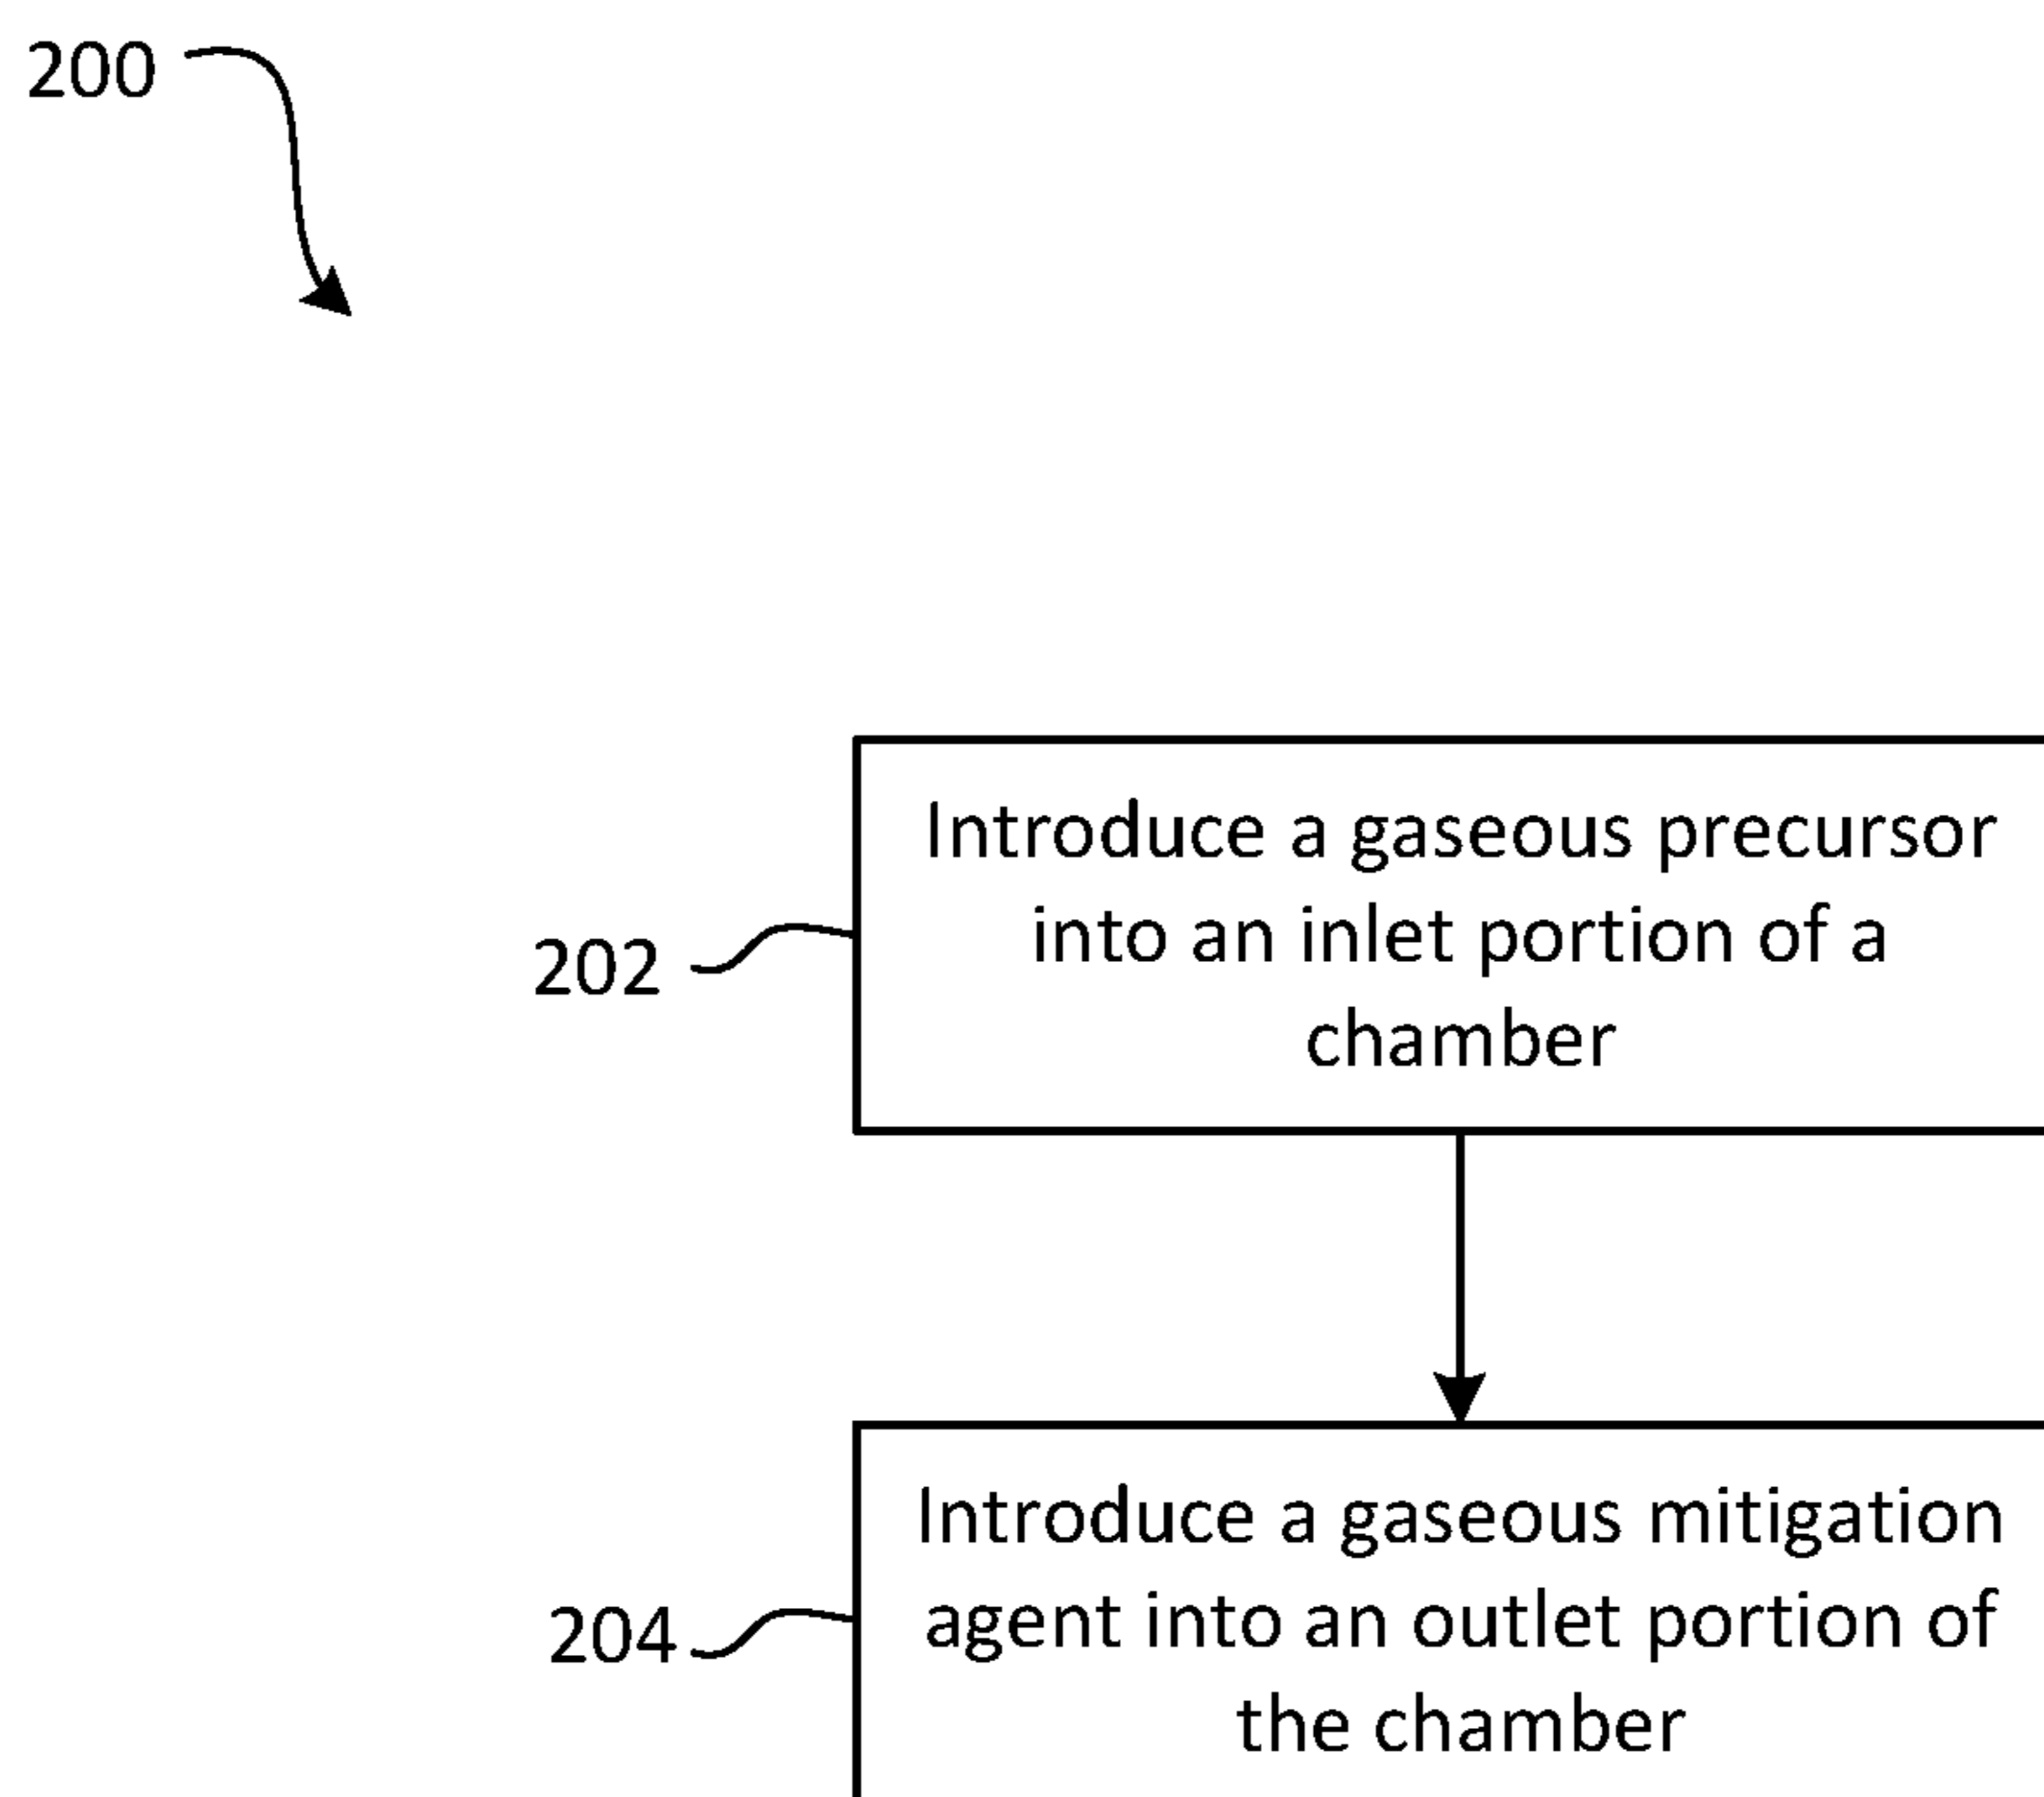 200
202
Introduce a gaseous precursor
into an inlet portion of a
chamber
204
Introduce a gaseous mitigation
agent into an outlet portion of
the chamber